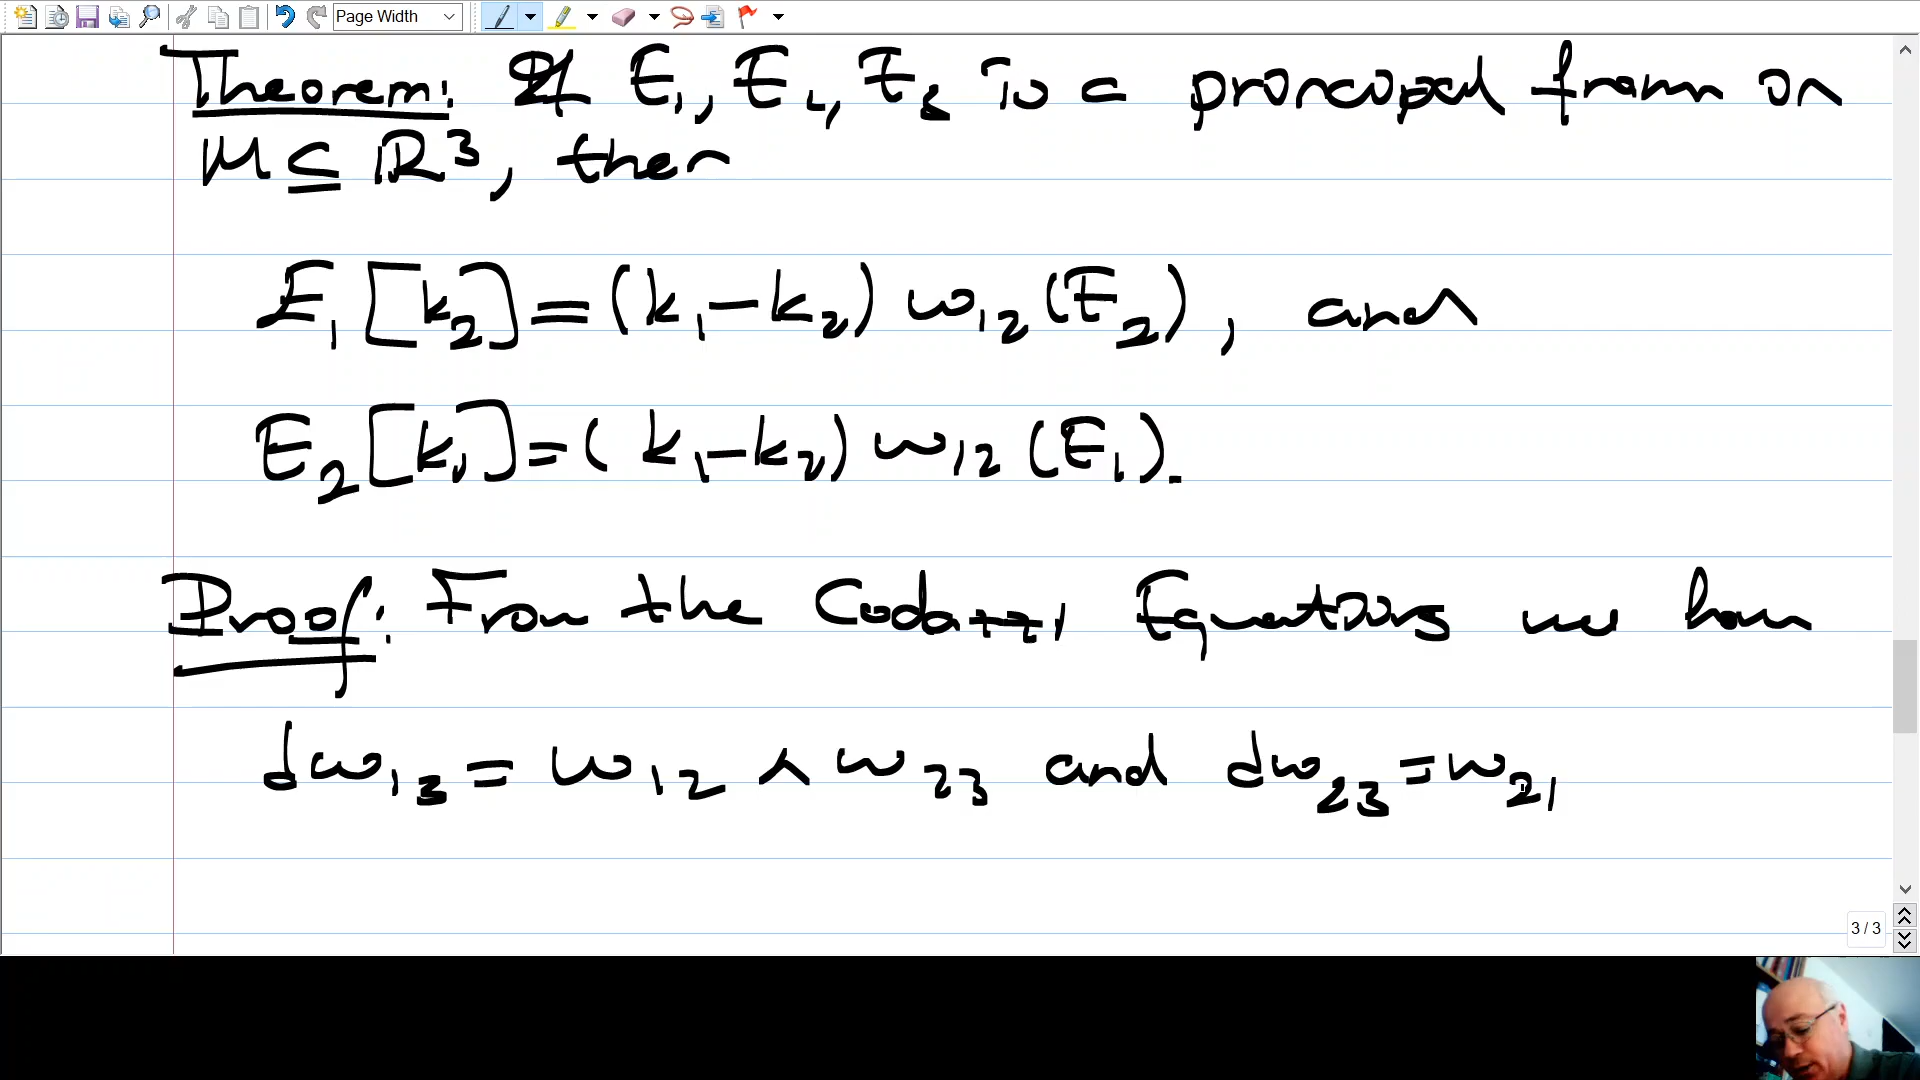 Page Width
Theorem: If E₁, E₂, E₃ is a principal frame on
M ⊆ ℝ³, then
E₁[k₂] = (k₁-k₂) ω₁₂(E₂), and
E₂[k₁] = (k₁-k₂) ω₁₂(E₁).
Proof: From the Codazzi Equations we have
dω₁₃ = ω₁₂ ∧ ω₂₃ and dω₂₃ = ω₂₁
3 / 3